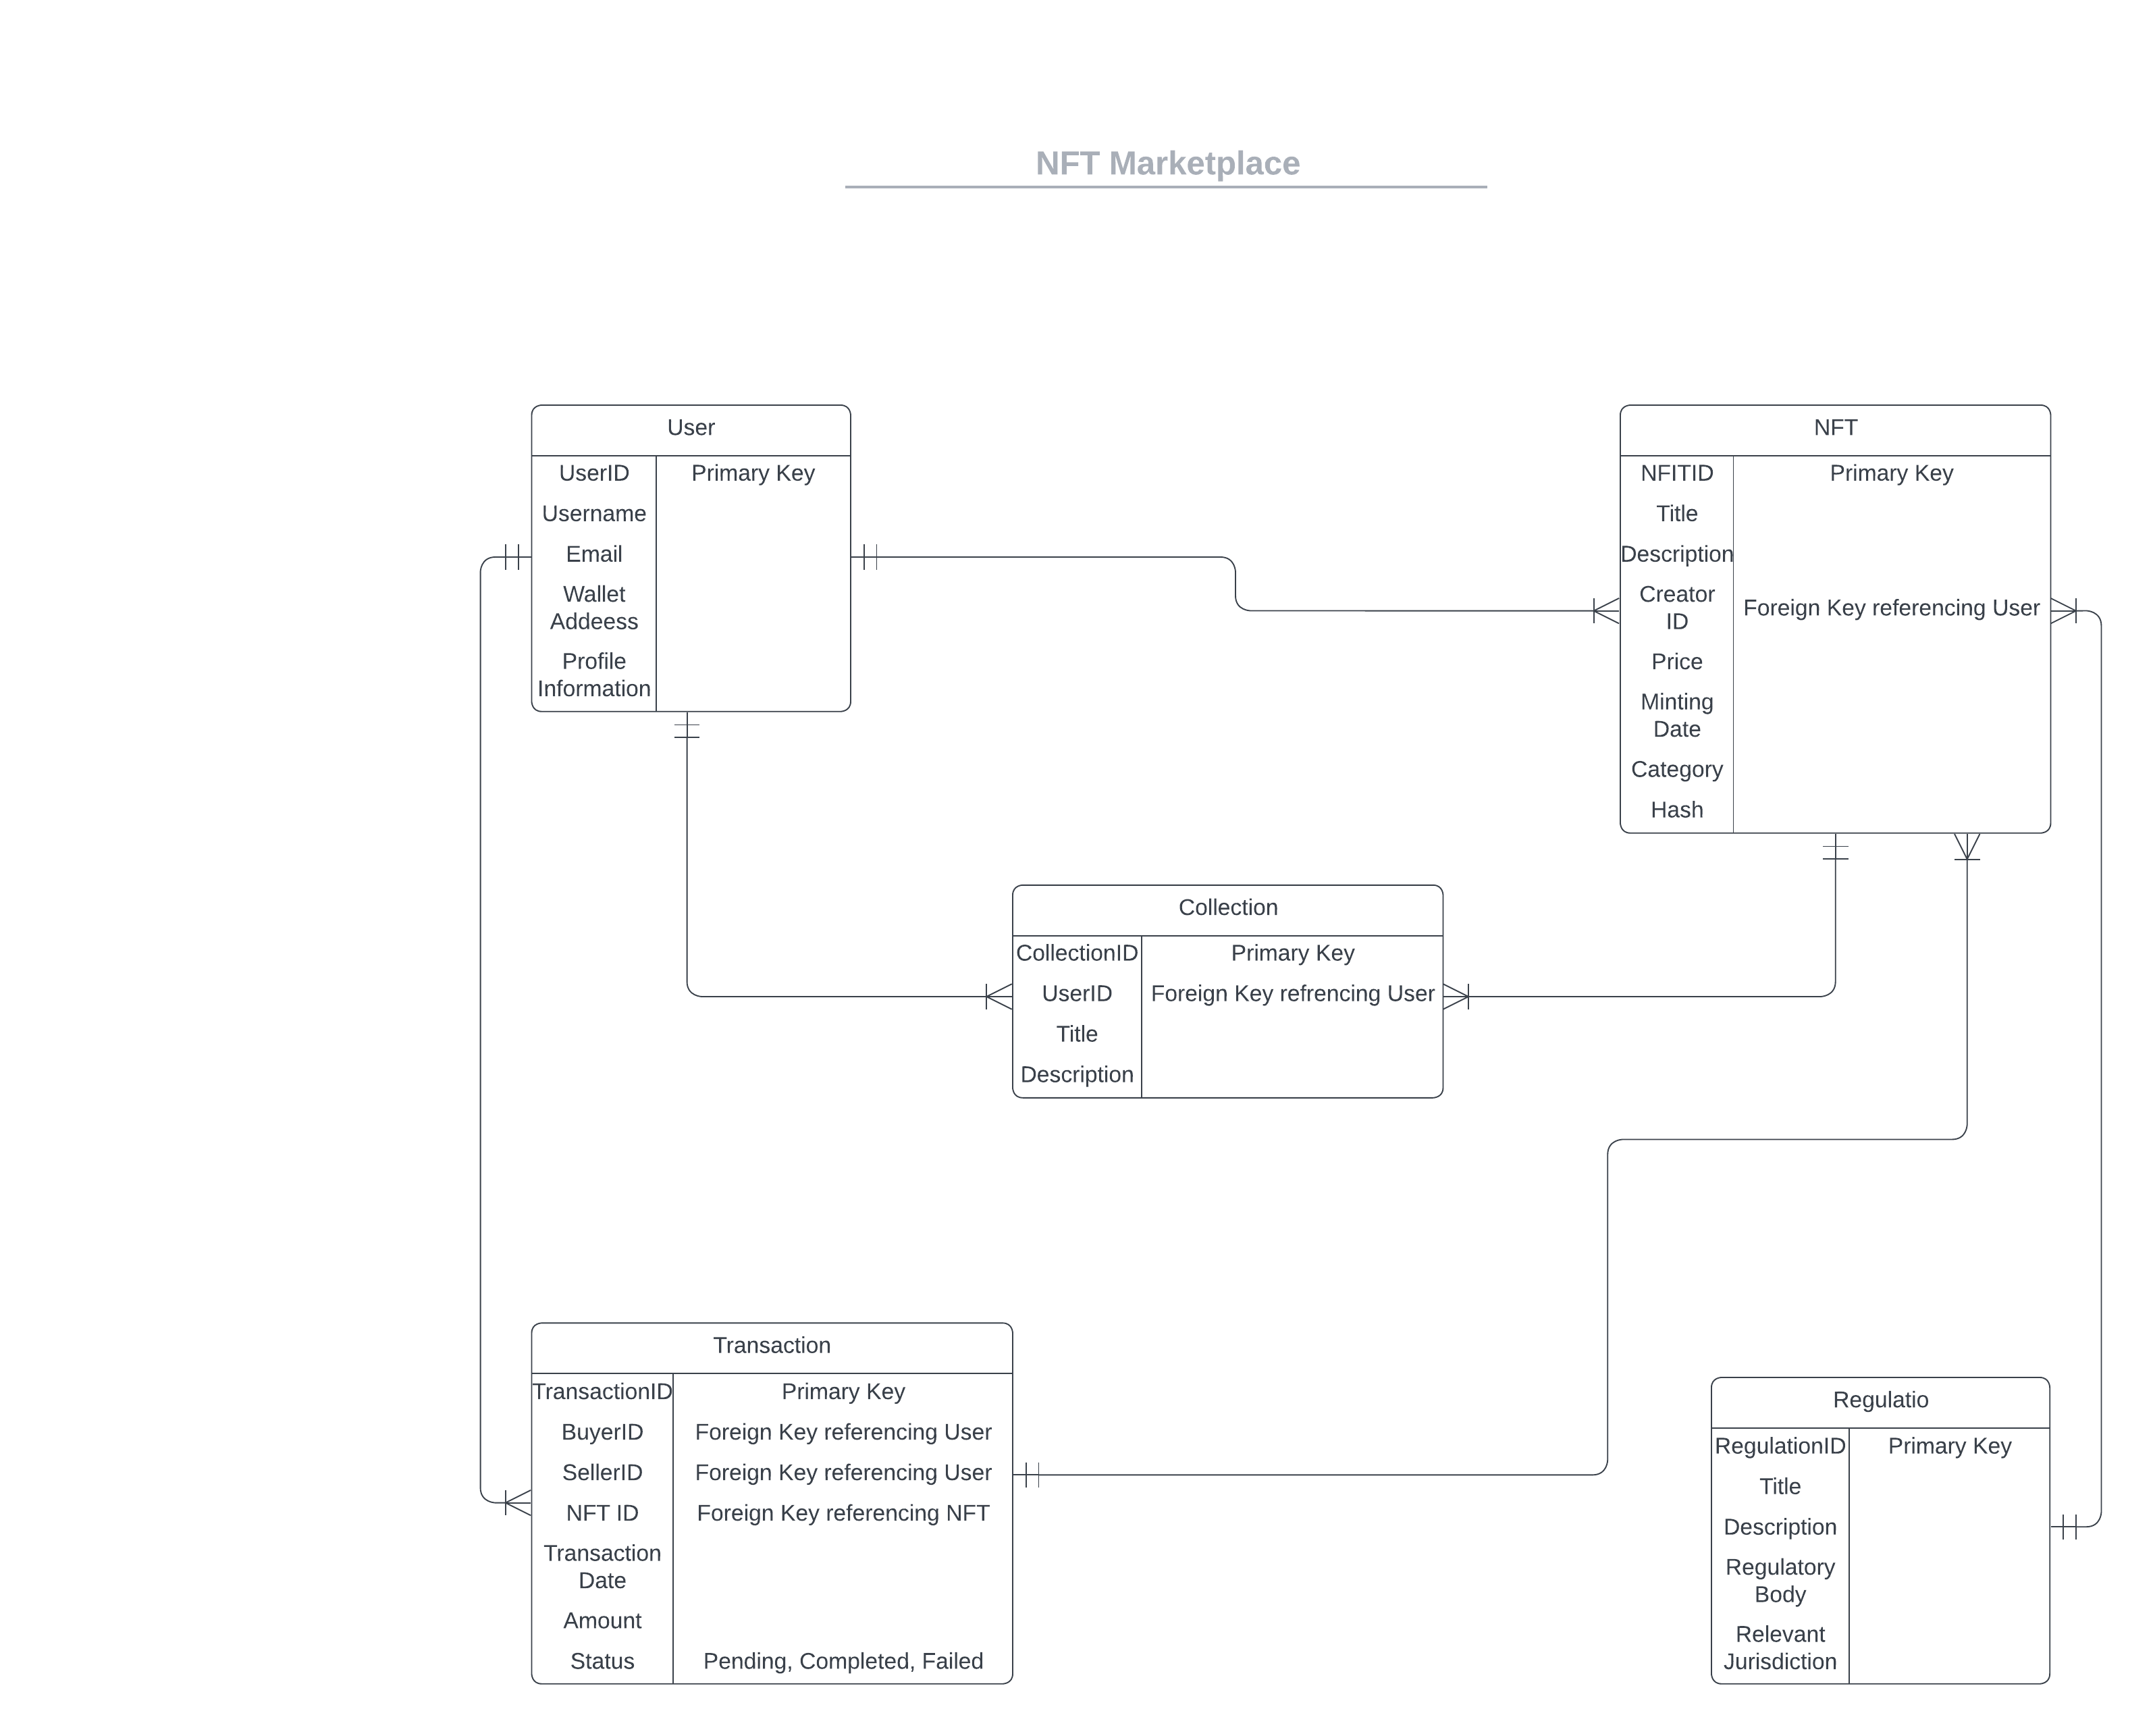 NFT Marketplace
User
UserID Primary Key
Username
Email
Wallet
Addeess
Profile
Information
NFT
NFITID Primary Key
Title
Description
Creator
ID
Foreign Key referencing User
Price
Minting
Date
Category
Hash
Collection
CollectionID Primary Key
UserID Foreign Key refrencing User
Title
Description
Transaction
TransactionID Primary Key
BuyerID Foreign Key referencing User
SellerID Foreign Key referencing User
NFT ID Foreign Key referencing NFT
Transaction
Date
Amount
Status Pending, Completed, Failed
Regulatio
RegulationID Primary Key
Title
Description
Regulatory
Body
Relevant
Jurisdiction